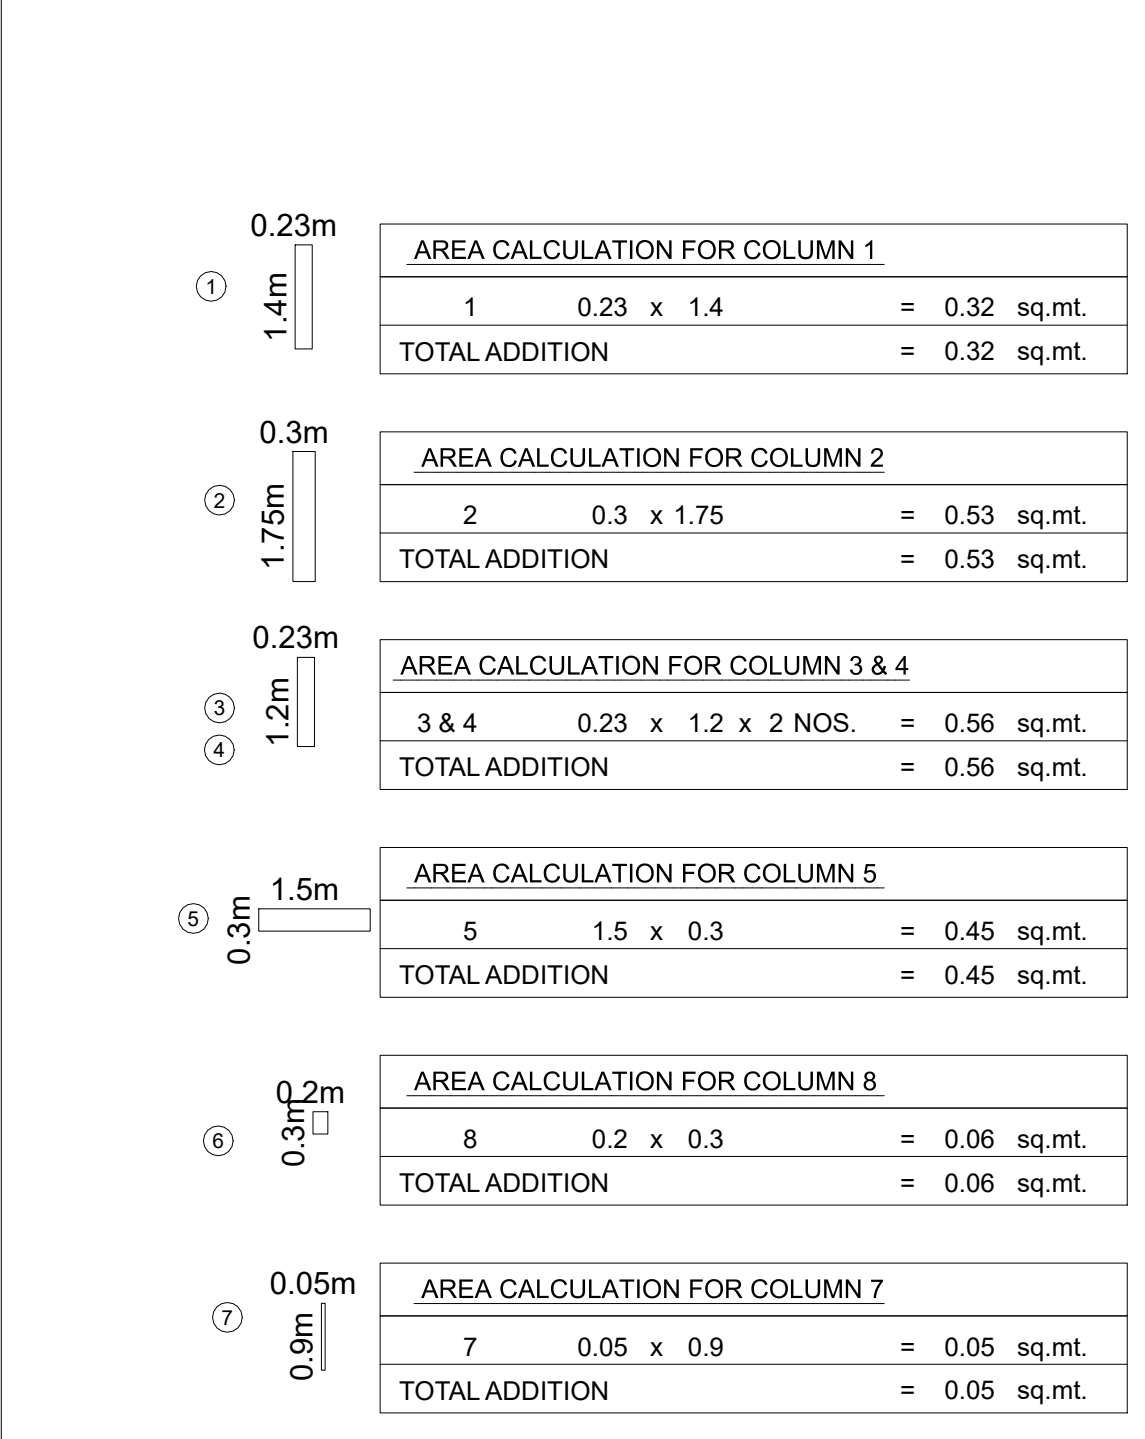 0.23m
1
1.4m
AREA CALCULATION FOR COLUMN 1
1 0.23 x 1.4 = 0.32 sq.mt.
TOTAL ADDITION = 0.32 sq.mt.
0.3m
2
1.75m
AREA CALCULATION FOR COLUMN 2
2 0.3 x 1.75 = 0.53 sq.mt.
TOTAL ADDITION = 0.53 sq.mt.
0.23m
3
4
1.2m
AREA CALCULATION FOR COLUMN 3 & 4
3 & 4 0.23 x 1.2 x 2 NOS. = 0.56 sq.mt.
TOTAL ADDITION = 0.56 sq.mt.
1.5m
5
0.3m
AREA CALCULATION FOR COLUMN 5
5 1.5 x 0.3 = 0.45 sq.mt.
TOTAL ADDITION = 0.45 sq.mt.
0.2m
6
0.3m
AREA CALCULATION FOR COLUMN 8
8 0.2 x 0.3 = 0.06 sq.mt.
TOTAL ADDITION = 0.06 sq.mt.
0.05m
7
0.9m
AREA CALCULATION FOR COLUMN 7
7 0.05 x 0.9 = 0.05 sq.mt.
TOTAL ADDITION = 0.05 sq.mt.